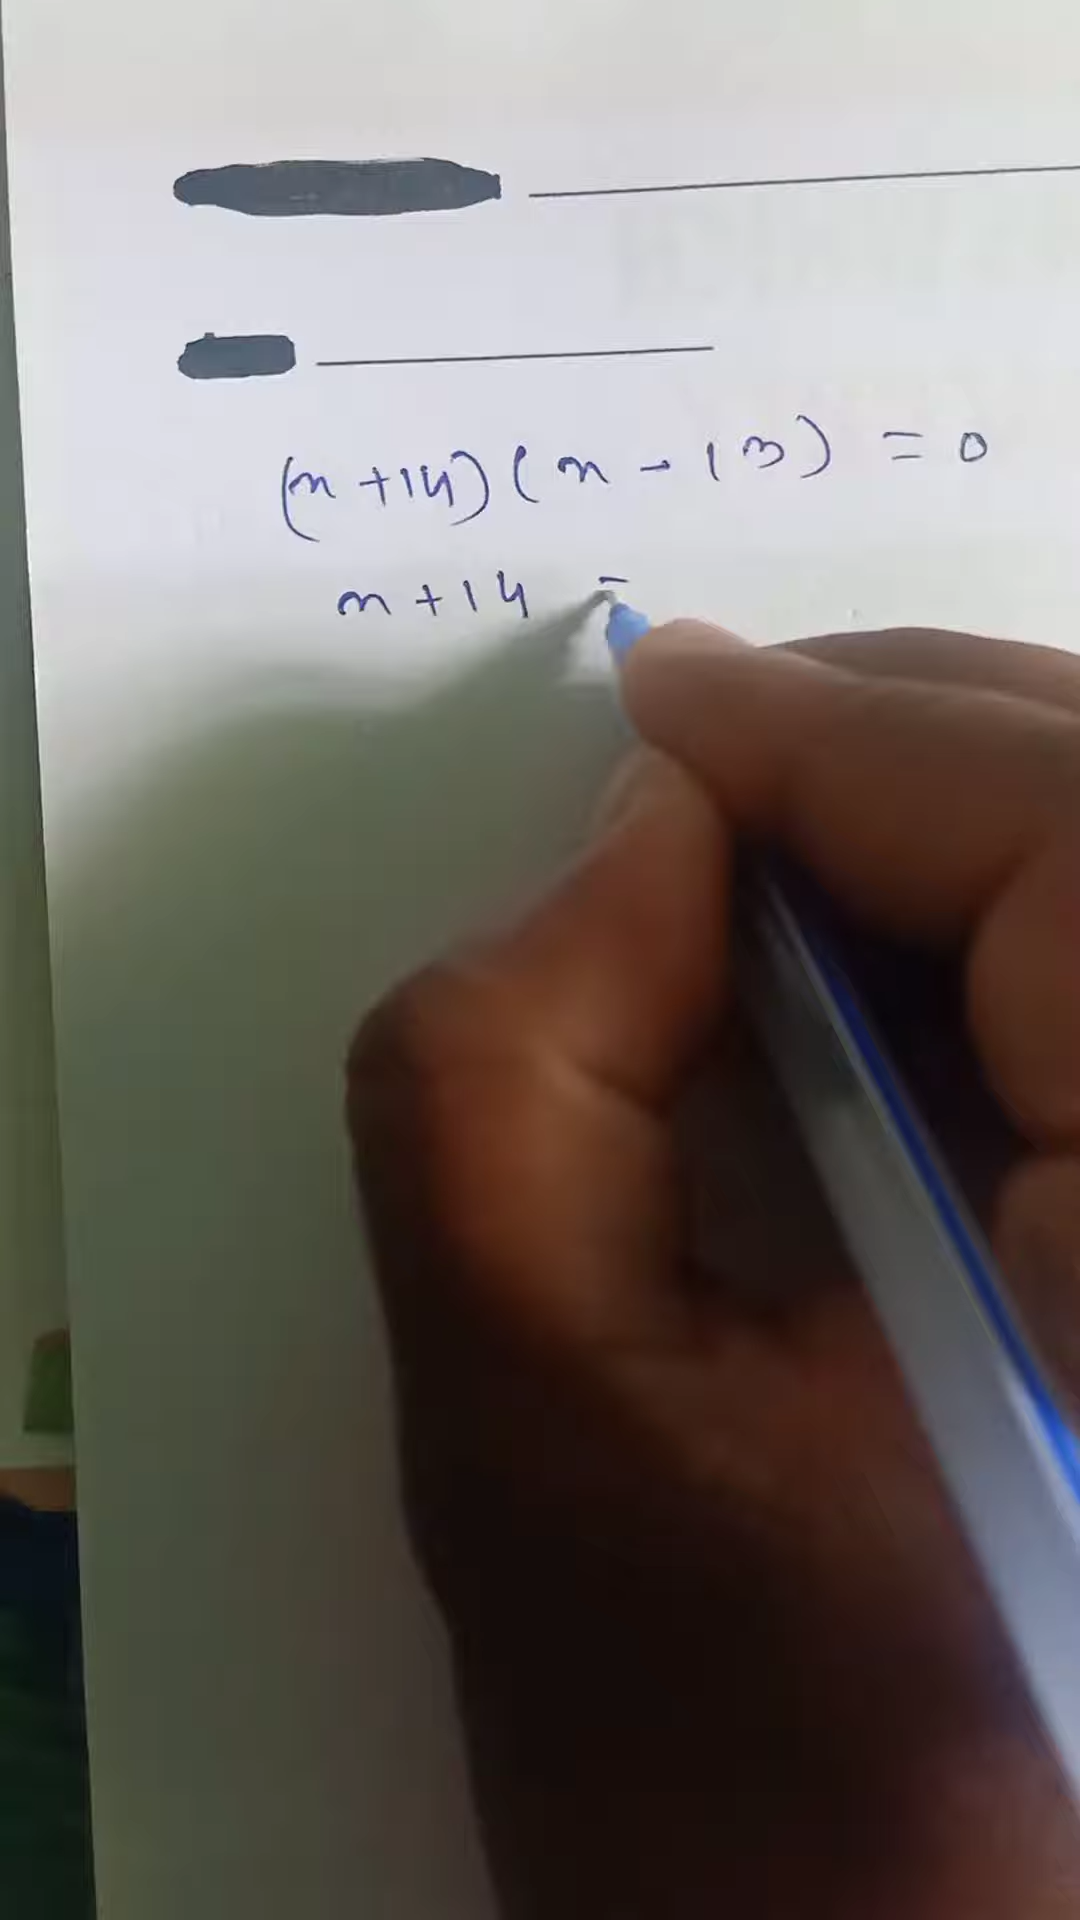 (x + 14) (x - 13) = 0
x + 14 =